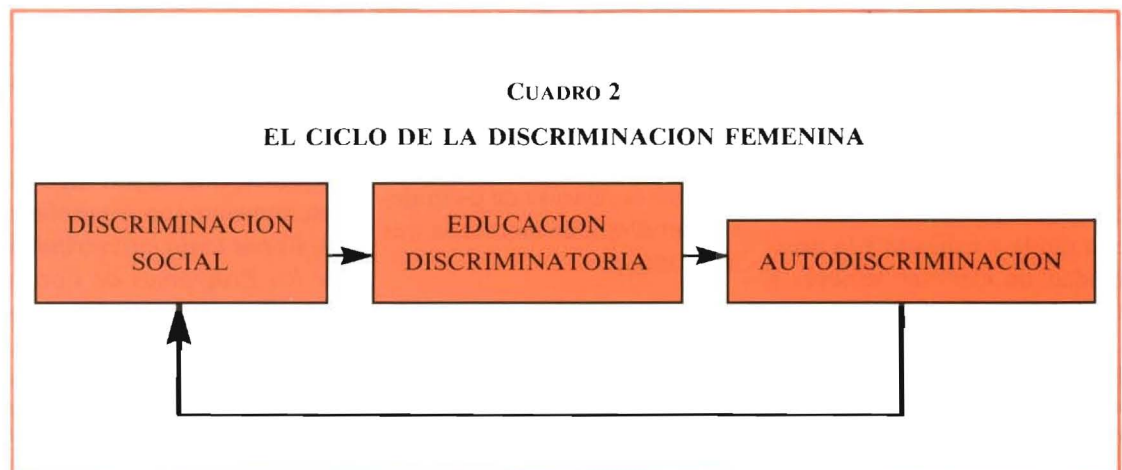 CUADRO 2
EL CICLO DE LA DISCRIMINACION FEMENINA
DISCRIMINACION
SOCIAL
EDUCACION
DISCRIMINATORIA
AUTODISCRIMINACION